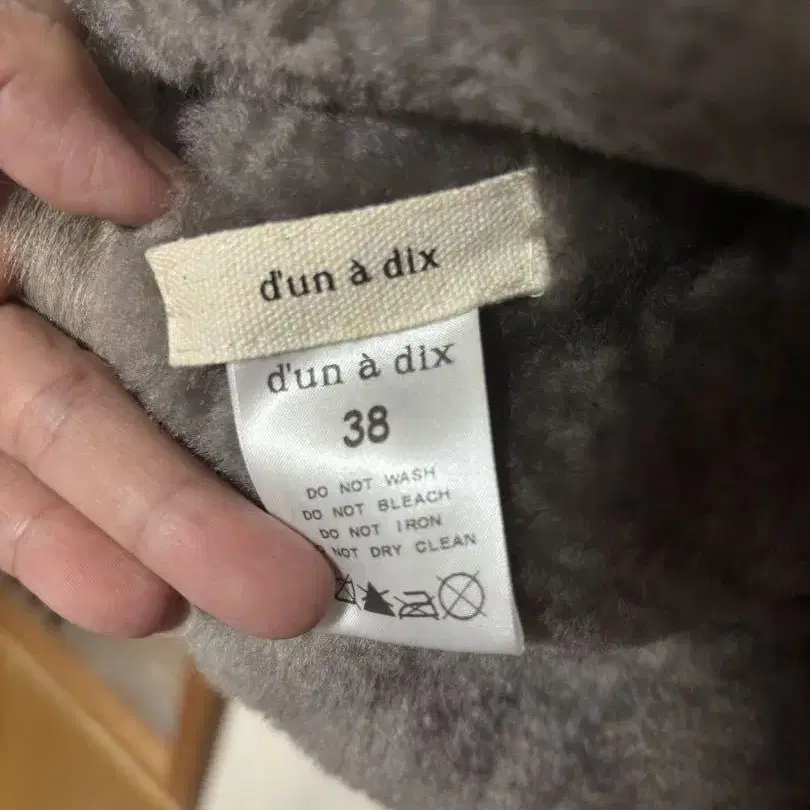 d'un à dix
d'un à dix
38
DO NOT WASH
DO NOT BLEACH
DO NOT IRON
NOT DRY CLEAN